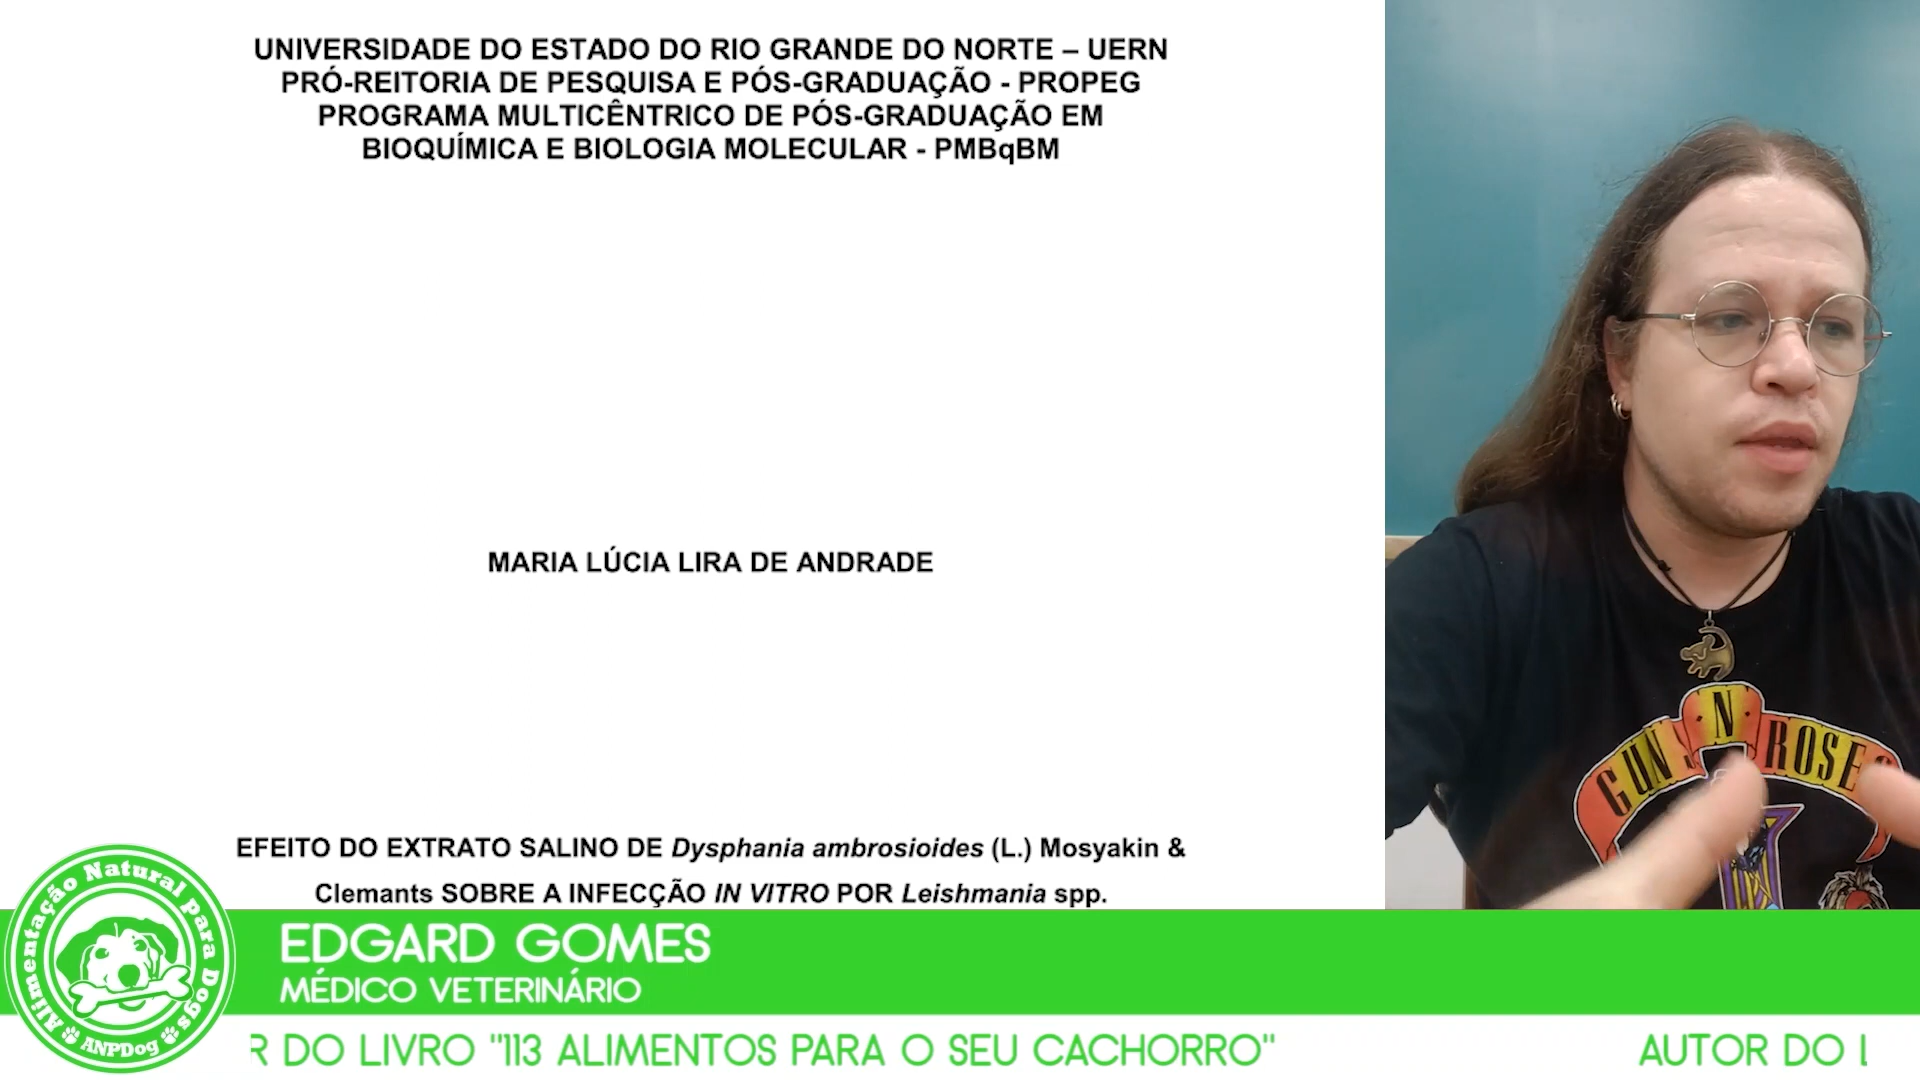 UNIVERSIDADE DO ESTADO DO RIO GRANDE DO NORTE – UERN
PRÓ-REITORIA DE PESQUISA E PÓS-GRADUAÇÃO - PROPEG
PROGRAMA MULTICÊNTRICO DE PÓS-GRADUAÇÃO EM
BIOQUÍMICA E BIOLOGIA MOLECULAR - PMBqBM
MARIA LÚCIA LIRA DE ANDRADE
EFEITO DO EXTRATO SALINO DE Dysphania ambrosioides (L.) Mosyakin &
Clemants SOBRE A INFECÇÃO IN VITRO POR Leishmania spp.
GUNS N ROSES
Alimentação Natural Para Dogs
ANPDog
EDGARD GOMES
MÉDICO VETERINÁRIO
R DO LIVRO "113 ALIMENTOS PARA O SEU CACHORRO" AUTOR DO L